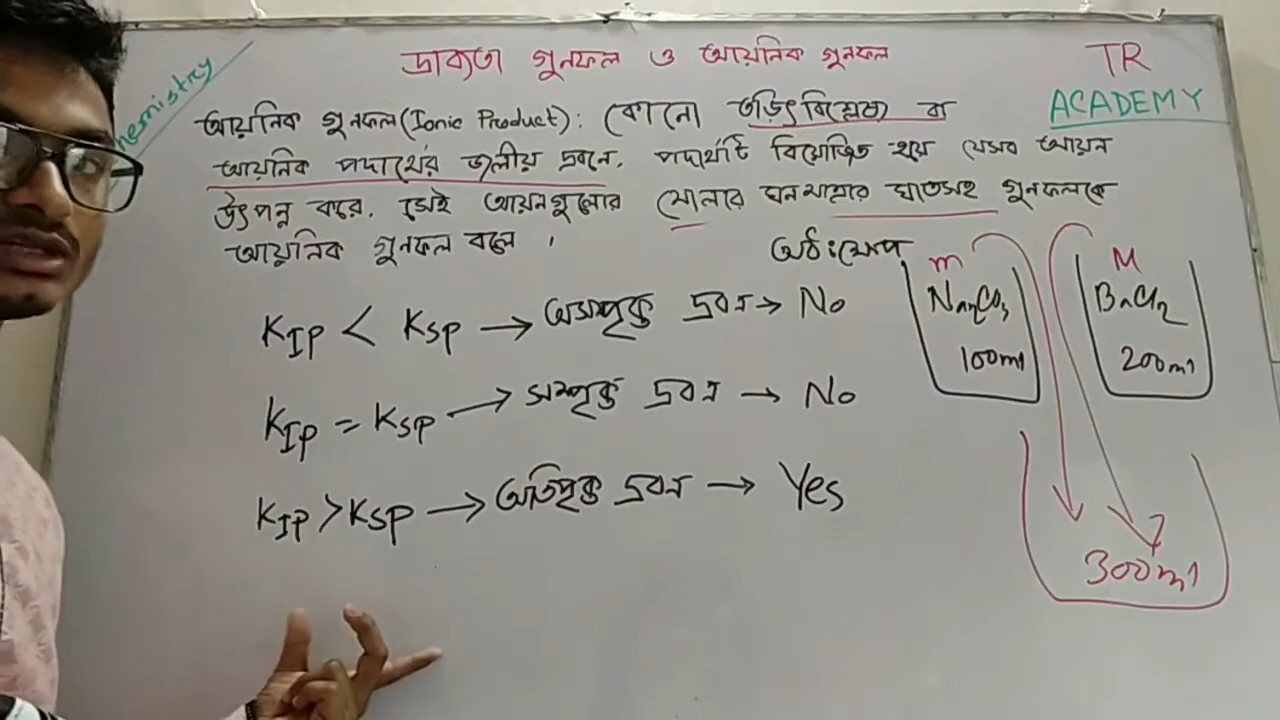 দ্রাব্যতা গুনফল ও আয়নিক গুনফল
TR
ACADEMY
hemistry
আয়নিক গুনফল (Ionic Product): কোনো তড়িৎবিশ্লেষ্য বা
আয়নিক পদার্থের জলীয় দ্রবনে, পদার্থটি বিয়োজিত হয়ে যেসব আয়ন
উৎপন্ন করে, সেই আয়নগুলোর মোলার ঘনমাত্রার ঘাতসহ গুনফলকে
আয়নিক গুনফল বলে ।
অধঃক্ষেপ
KIP < KSP → অসম্পৃক্ত দ্রবন → No
KIP = KSP → সম্পৃক্ত দ্রবন → No
KIP > KSP → অতিপৃক্ত দ্রবন → Yes
m
Na2CO3
100ml
M
BaCl2
200ml
300ml